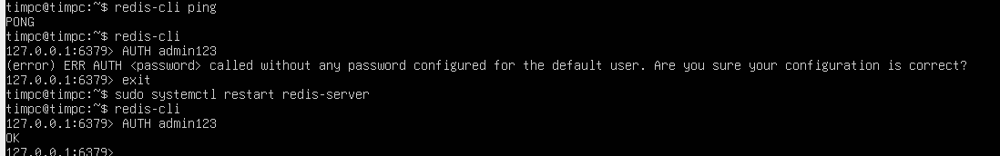 timpc@timpc:~$ redis-cli ping
PONG
timpc@timpc:~$ redis-cli
127.0.0.1:6379> AUTH admin123
(error) ERR AUTH <password> called without any password configured for the default user. Are you sure your configuration is correct?
127.0.0.1:6379> exit
timpc@timpc:~$ sudo systemctl restart redis-server
timpc@timpc:~$ redis-cli
127.0.0.1:6379> AUTH admin123
OK
127.0.0.1:6379>